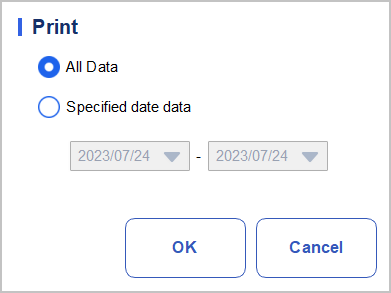 Print
All Data
Specified date data
2023/07/24 - 2023/07/24
OK Cancel